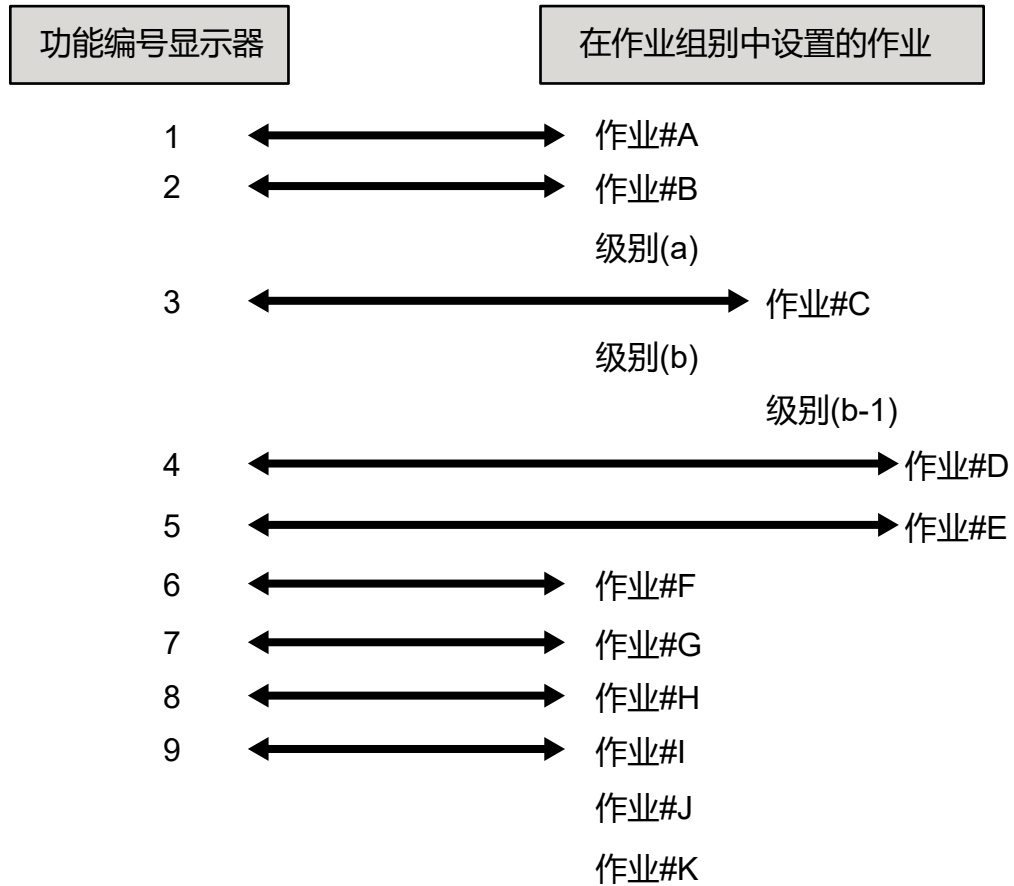 功能编号显示器 在作业组别中设置的作业
1 作业#A
2 作业#B
级别(a)
3 作业#C
级别(b)
级别(b-1)
4 作业#D
5 作业#E
6 作业#F
7 作业#G
8 作业#H
9 作业#I
作业#J
作业#K